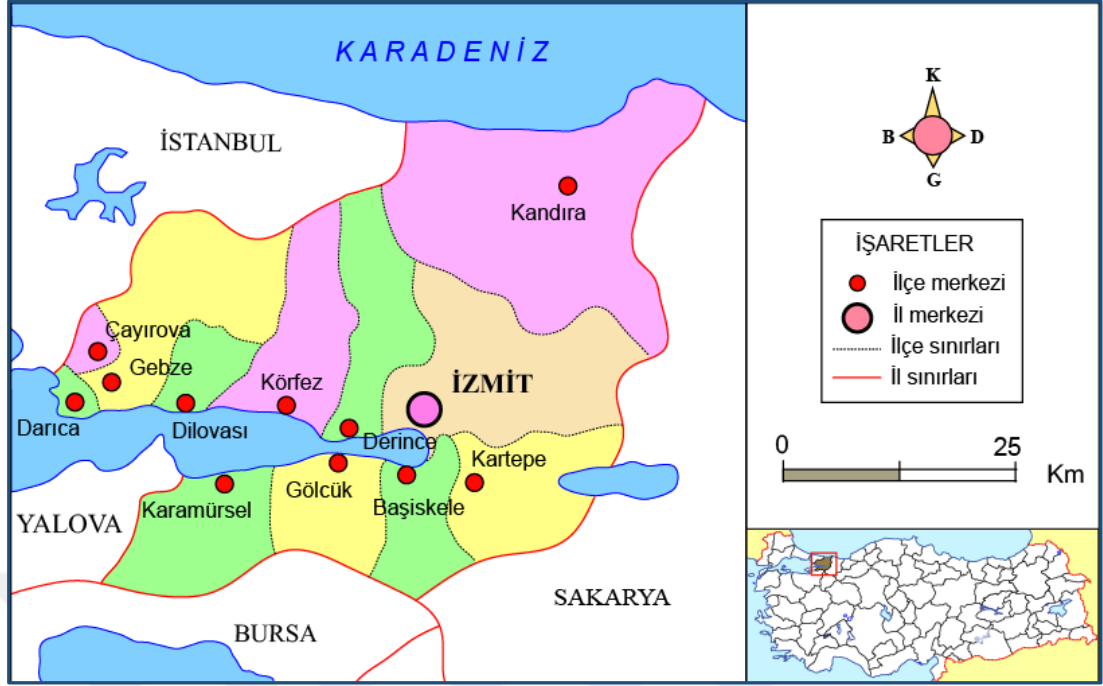 KARADENİZ
İSTANBUL
Kandıra
Çayırova
Gebze
Körfez
İZMİT
Darıca
Dilovası
Derince
Kartepe
Gölcük
Başiskele
Karamürsel
YALOVA
SAKARYA
BURSA
K
B
D
G
İŞARETLER
İlçe merkezi
İl merkezi
İlçe sınırları
İl sınırları
0 25
Km